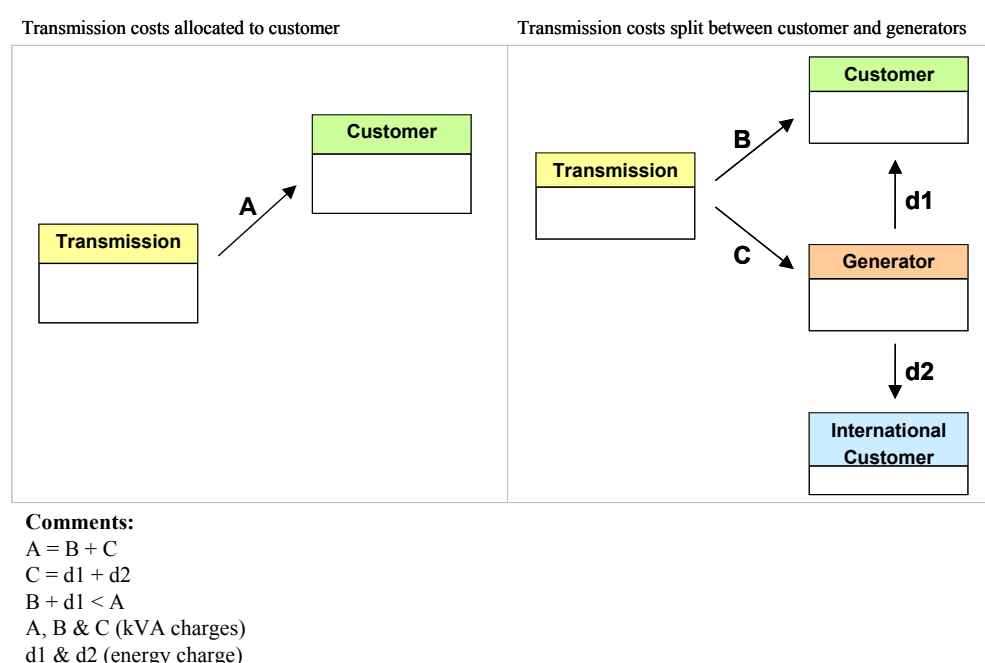 Transmission costs allocated to customer
Transmission costs split between customer and generators
Customer
A
Transmission
Customer
B
Transmission
d1
C
Generator
d2
International
Customer
Comments:
A = B + C
C = d1 + d2
B + d1 < A
A, B & C (kVA charges)
d1 & d2 (energy charge)